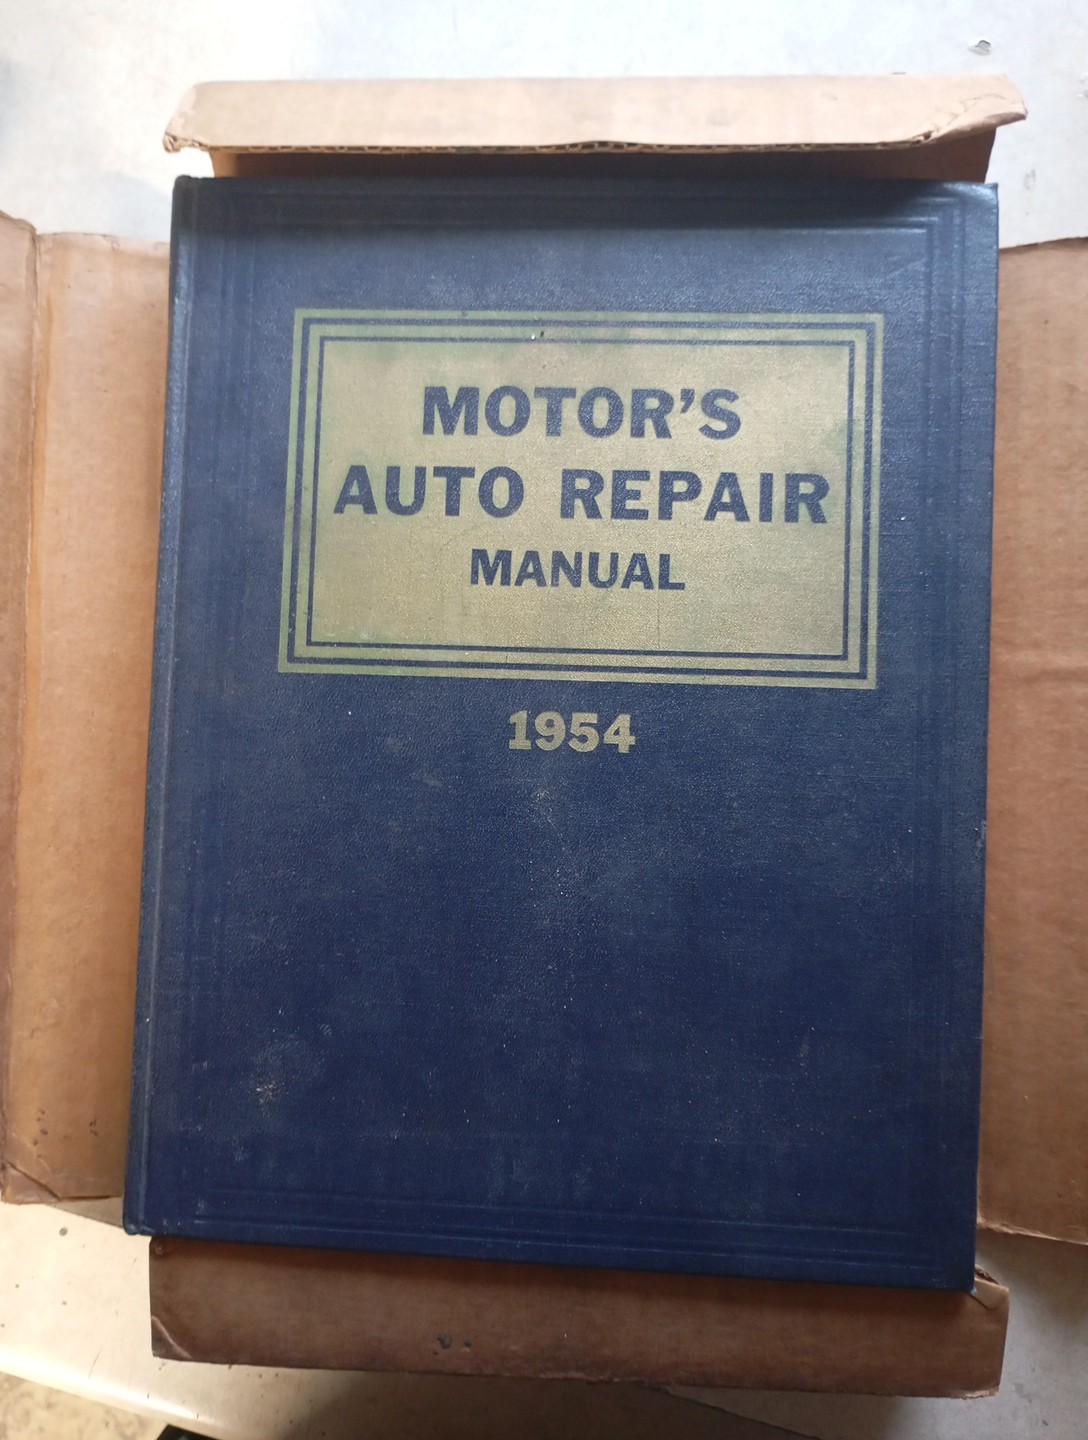 MOTOR'S
AUTO REPAIR
MANUAL
1954